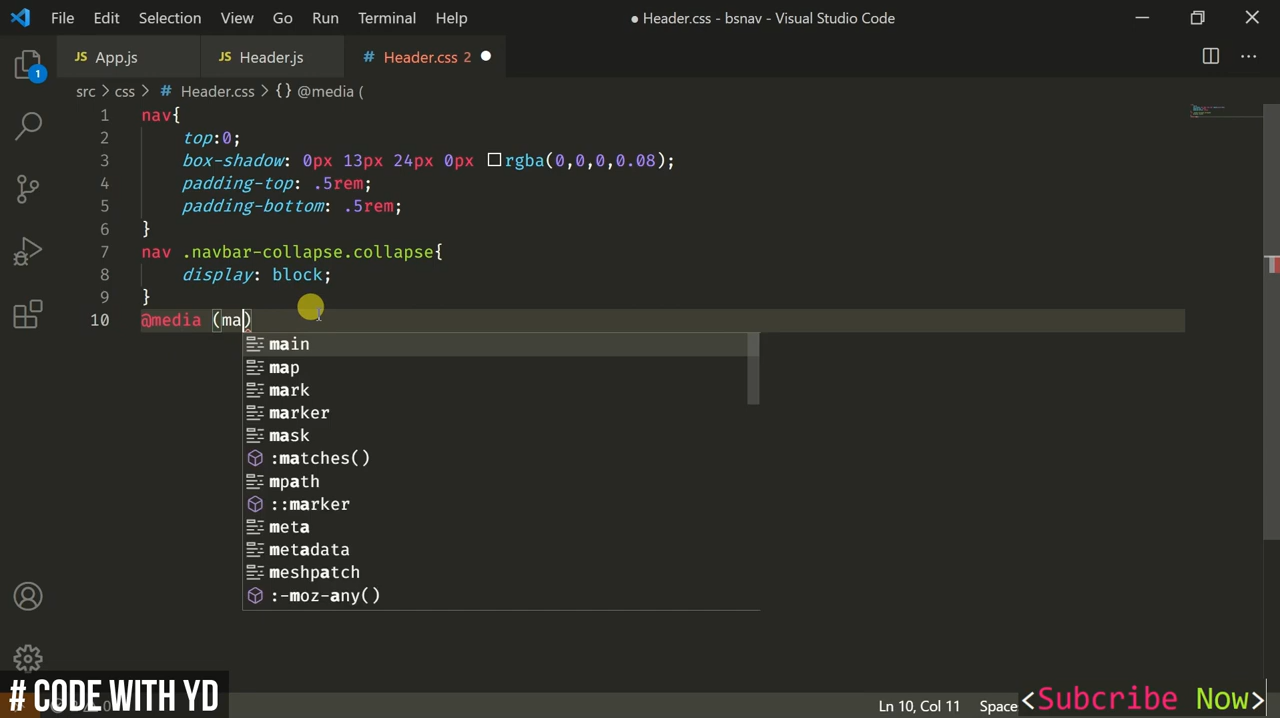 File Edit Selection View Go Run Terminal Help ● Header.css - bsnav - Visual Studio Code
JS App.js JS Header.js # Header.css 2
1
src > css > # Header.css > {} @media (
1 nav{
2 top:0;
3 box-shadow: 0px 13px 24px 0px rgba(0,0,0,0.08);
4 padding-top: .5rem;
5 padding-bottom: .5rem;
6 }
7 nav .navbar-collapse.collapse{
8 display: block;
9 }
10 @media (ma)
main
map
mark
marker
mask
:matches()
mpath
::marker
meta
metadata
meshpatch
:-moz-any()
# CODE WITH YD
Ln 10, Col 11 Space
<Subcribe Now>